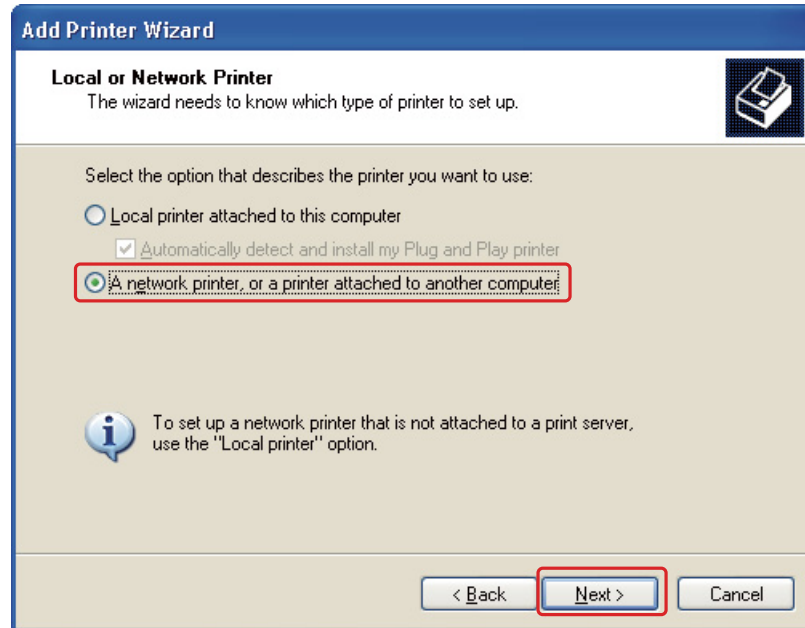 Add Printer Wizard
Local or Network Printer
The wizard needs to know which type of printer to set up.
Select the option that describes the printer you want to use:
Local printer attached to this computer
Automatically detect and install my Plug and Play printer
A network printer, or a printer attached to another computer
To set up a network printer that is not attached to a print server,
use the "Local printer" option.
< Back Next > Cancel